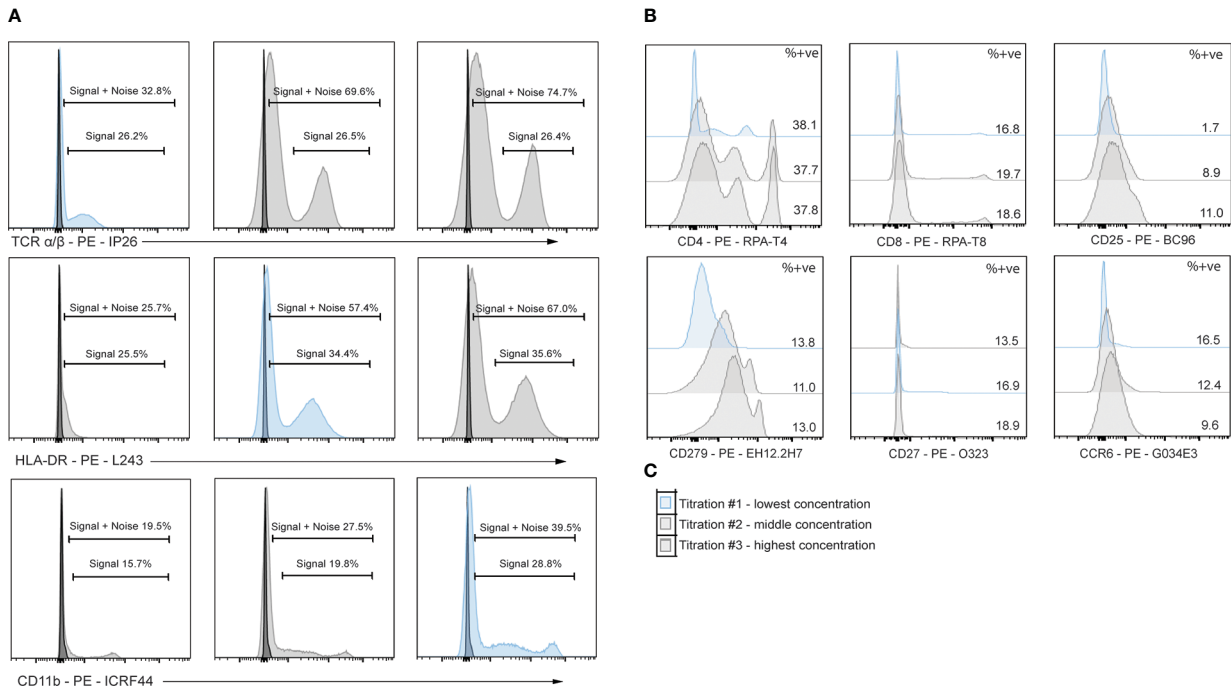 A
Signal + Noise 32.8%
Signal 26.2%
Signal + Noise 69.6%
Signal 26.5%
Signal + Noise 74.7%
Signal 26.4%
TCR α/β - PE - IP26
Signal + Noise 25.7%
Signal 25.5%
Signal + Noise 57.4%
Signal 34.4%
Signal + Noise 67.0%
Signal 35.6%
HLA-DR - PE - L243
Signal + Noise 19.5%
Signal 15.7%
Signal + Noise 27.5%
Signal 19.8%
Signal + Noise 39.5%
Signal 28.8%
CD11b - PE - ICRF44
B
%+ve
38.1
37.7
37.8
CD4 - PE - RPA-T4
%+ve
16.8
19.7
18.6
CD8 - PE - RPA-T8
%+ve
1.7
8.9
11.0
CD25 - PE - BC96
%+ve
13.8
11.0
13.0
CD279 - PE - EH12.2H7
%+ve
13.5
16.9
18.9
CD27 - PE - O323
%+ve
16.5
12.4
9.6
CCR6 - PE - G034E3
C
Titration #1 - lowest concentration
Titration #2 - middle concentration
Titration #3 - highest concentration